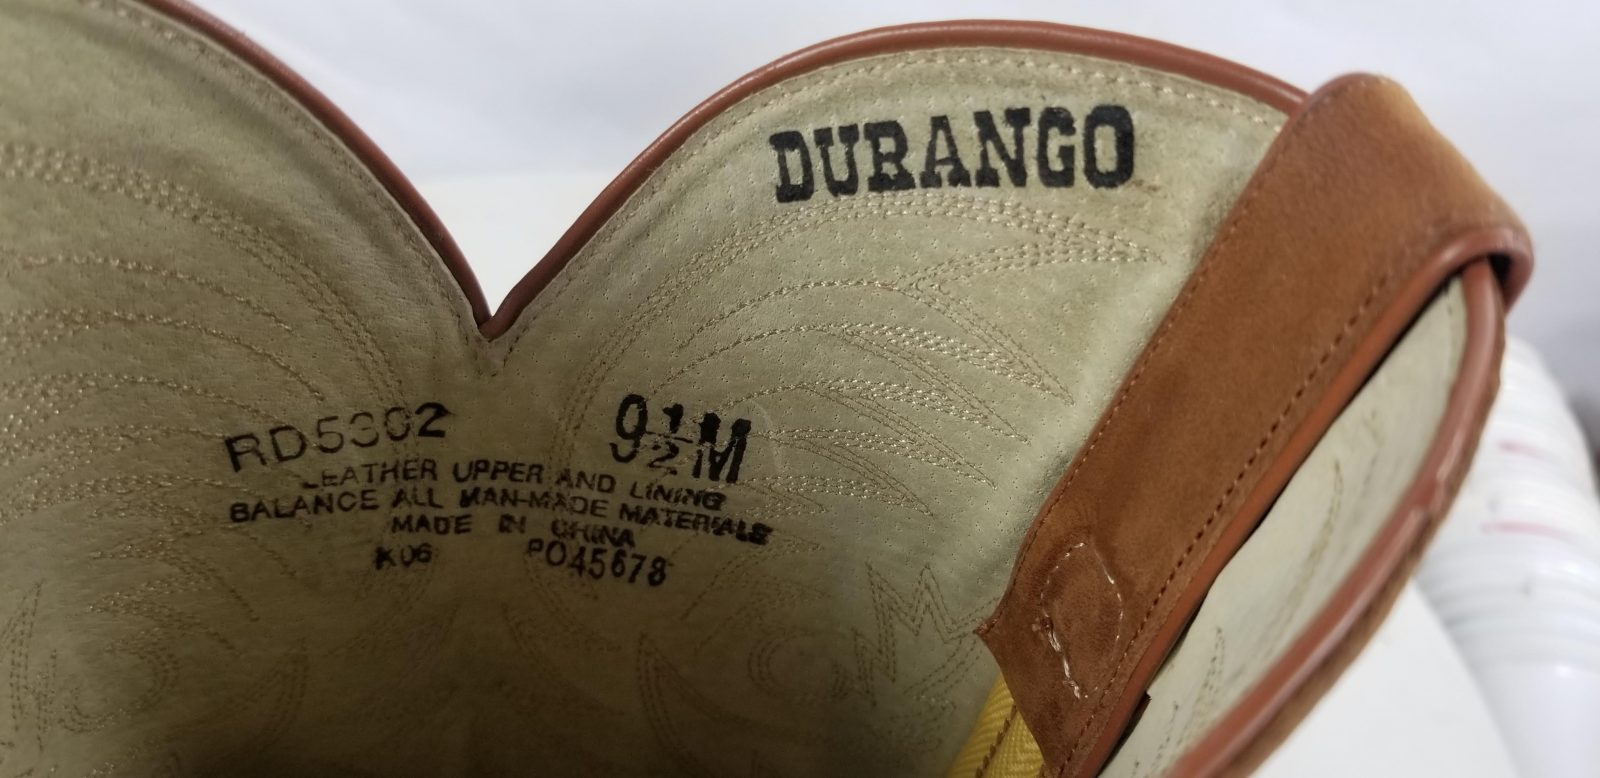 DURANGO
RD5302 9½M
LEATHER UPPER AND LINING
BALANCE ALL MAN-MADE MATERIALS
MADE IN CHINA
K06 PO45678